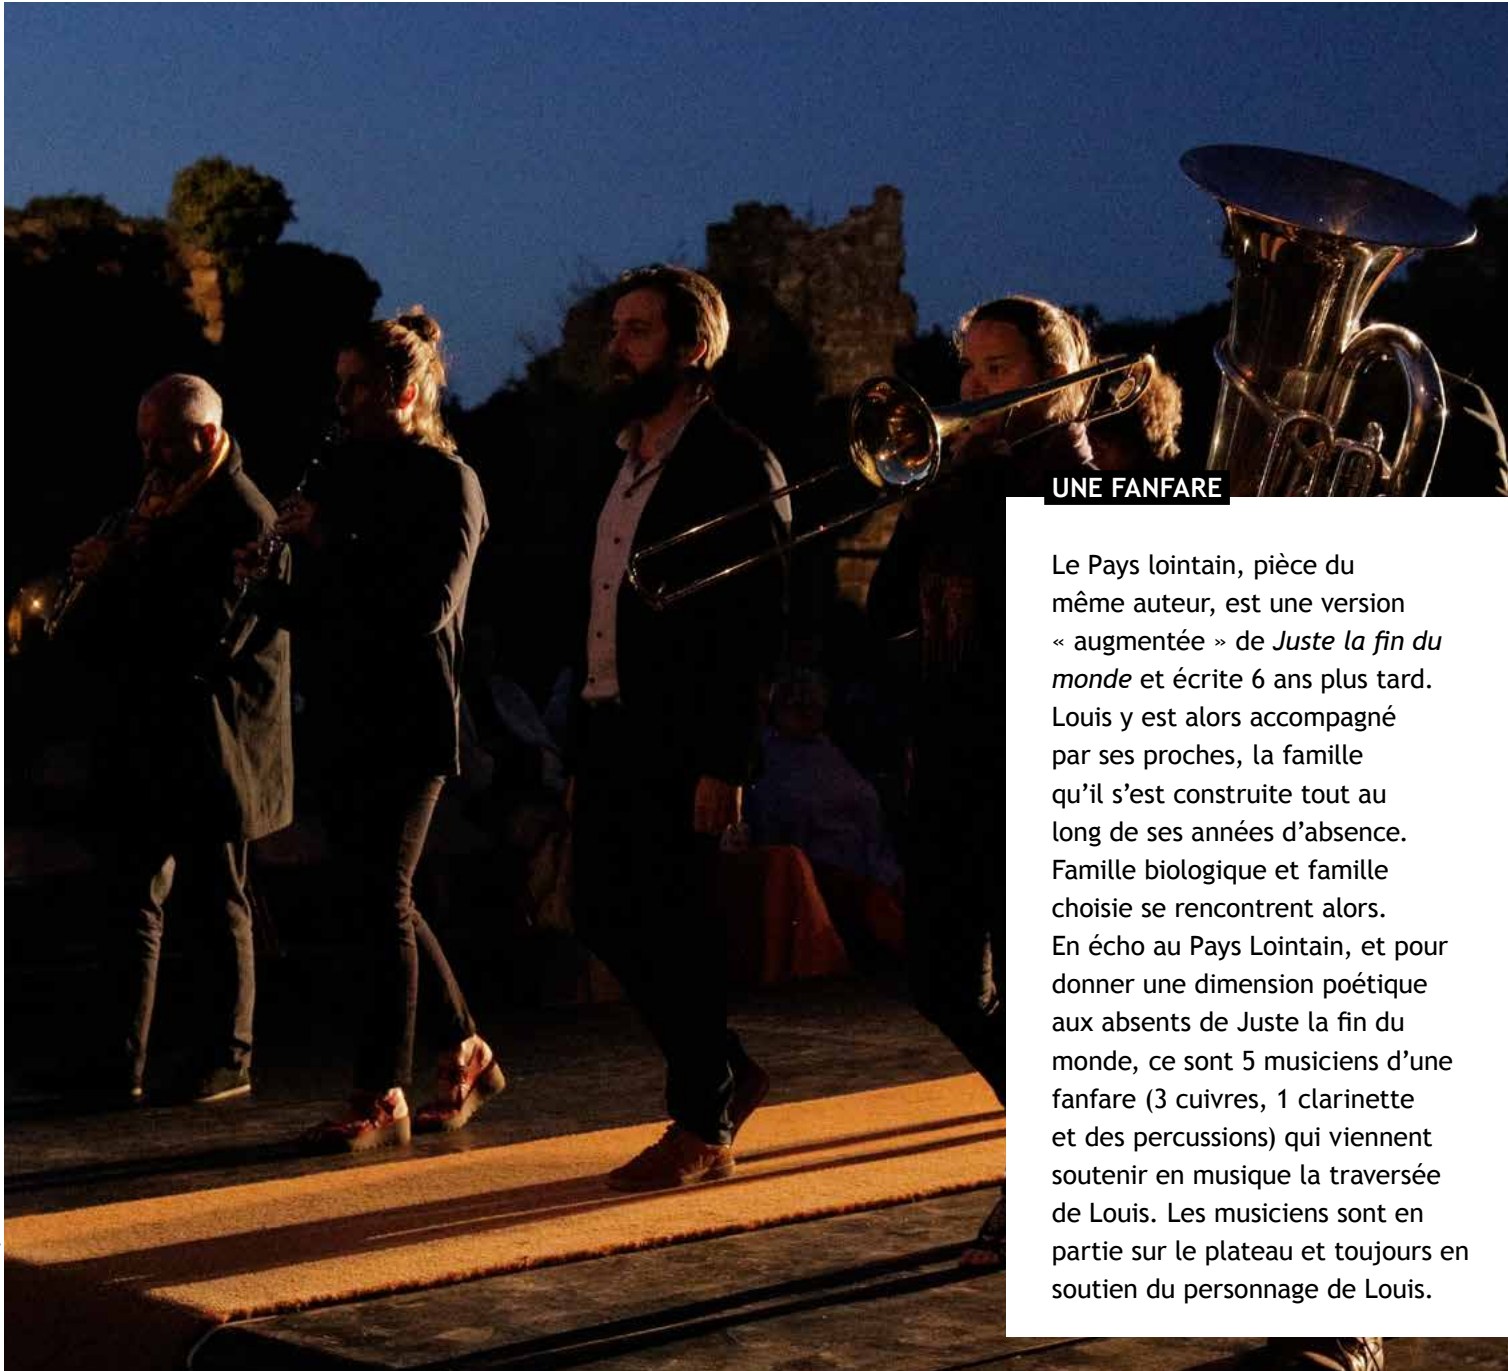 UNE FANFARE
Le Pays lointain, pièce du
même auteur, est une version
« augmentée » de Juste la fin du
monde et écrite 6 ans plus tard.
Louis y est alors accompagné
par ses proches, la famille
qu’il s’est construite tout au
long de ses années d’absence.
Famille biologique et famille
choisie se rencontrent alors.
En écho au Pays Lointain, et pour
donner une dimension poétique
aux absents de Juste la fin du
monde, ce sont 5 musiciens d’une
fanfare (3 cuivres, 1 clarinette
et des percussions) qui viennent
soutenir en musique la traversée
de Louis. Les musiciens sont en
partie sur le plateau et toujours en
soutien du personnage de Louis.